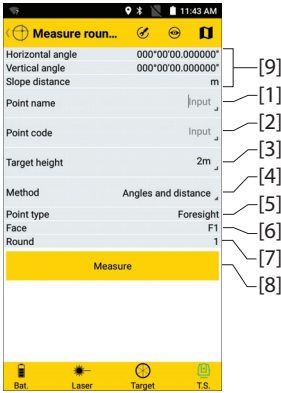 11:43 AM
Measure roun...
Horizontal angle 000°00'00.000000"
Vertical angle 000°00'00.000000"
Slope distance m
[9]
Point name Input [1]
Point code Input [2]
Target height 2m [3]
Method Angles and distance [4]
Point type Foresight [5]
Face F1 [6]
Round 1 [7]
Measure [8]
Bat. Laser Target T.S.